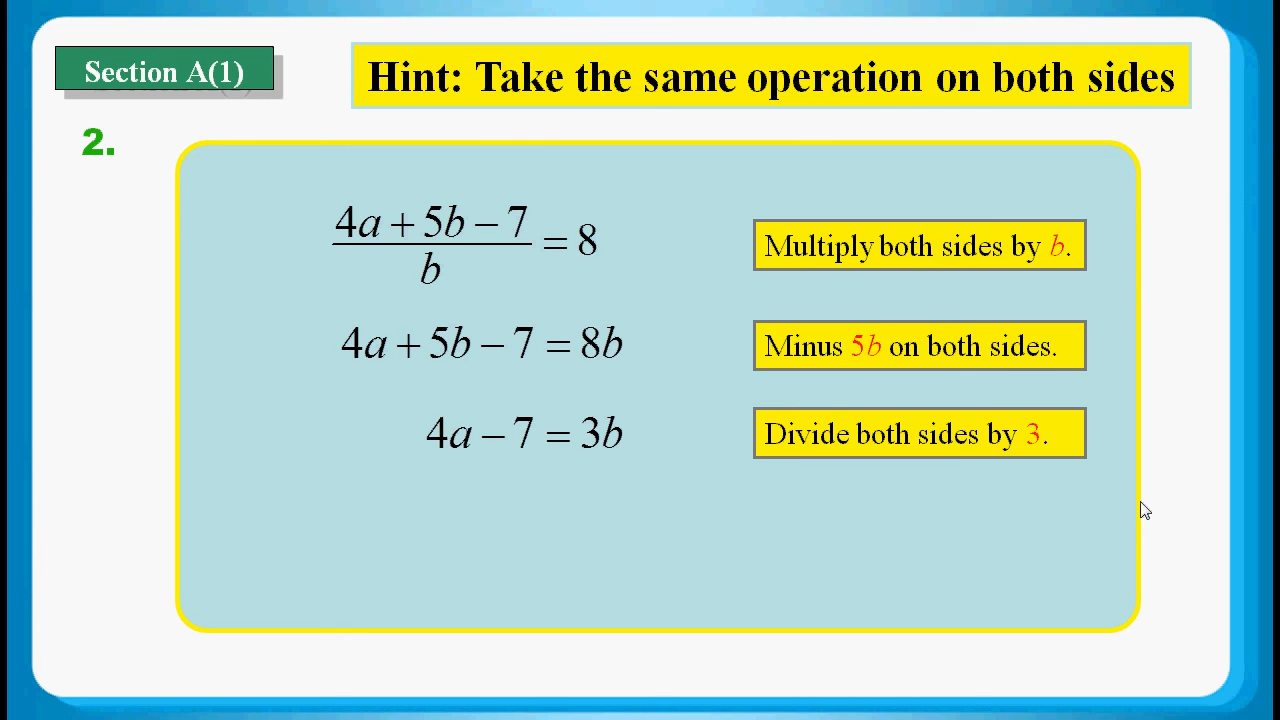 Section A(1)
Hint: Take the same operation on both sides
2.
(4a + 5b − 7)/b = 8
Multiply both sides by b.
4a + 5b − 7 = 8b
Minus 5b on both sides.
4a − 7 = 3b
Divide both sides by 3.